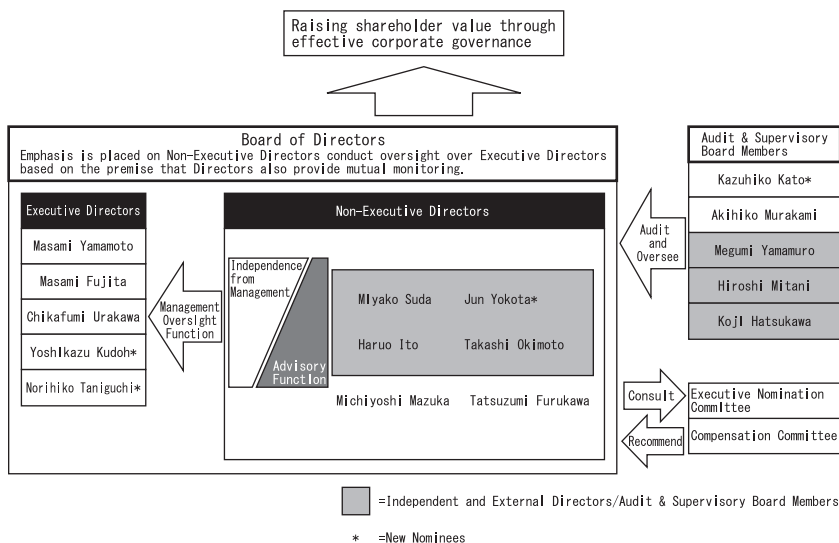 Raising shareholder value through
effective corporate governance
Board of Directors
Emphasis is placed on Non-Executive Directors conduct oversight over Executive Directors
based on the premise that Directors also provide mutual monitoring.
Executive Directors
Masami Yamamoto
Masami Fujita
Chikafumi Urakawa
Yoshikazu Kudoh*
Norihiko Taniguchi*
Management
Oversight
Function
Non-Executive Directors
Independence
from
Management
Advisory
Function
Miyako Suda
Jun Yokota*
Haruo Ito
Takashi Okimoto
Michiyoshi Mazuka
Tatsuzumi Furukawa
Audit
and
Oversee
Audit & Supervisory
Board Members
Kazuhiko Kato*
Akihiko Murakami
Megumi Yamamuro
Hiroshi Mitani
Koji Hatsukawa
Consult
Recommend
Executive Nomination
Committee
Compensation Committee
=Independent and External Directors/Audit & Supervisory Board Members
* =New Nominees